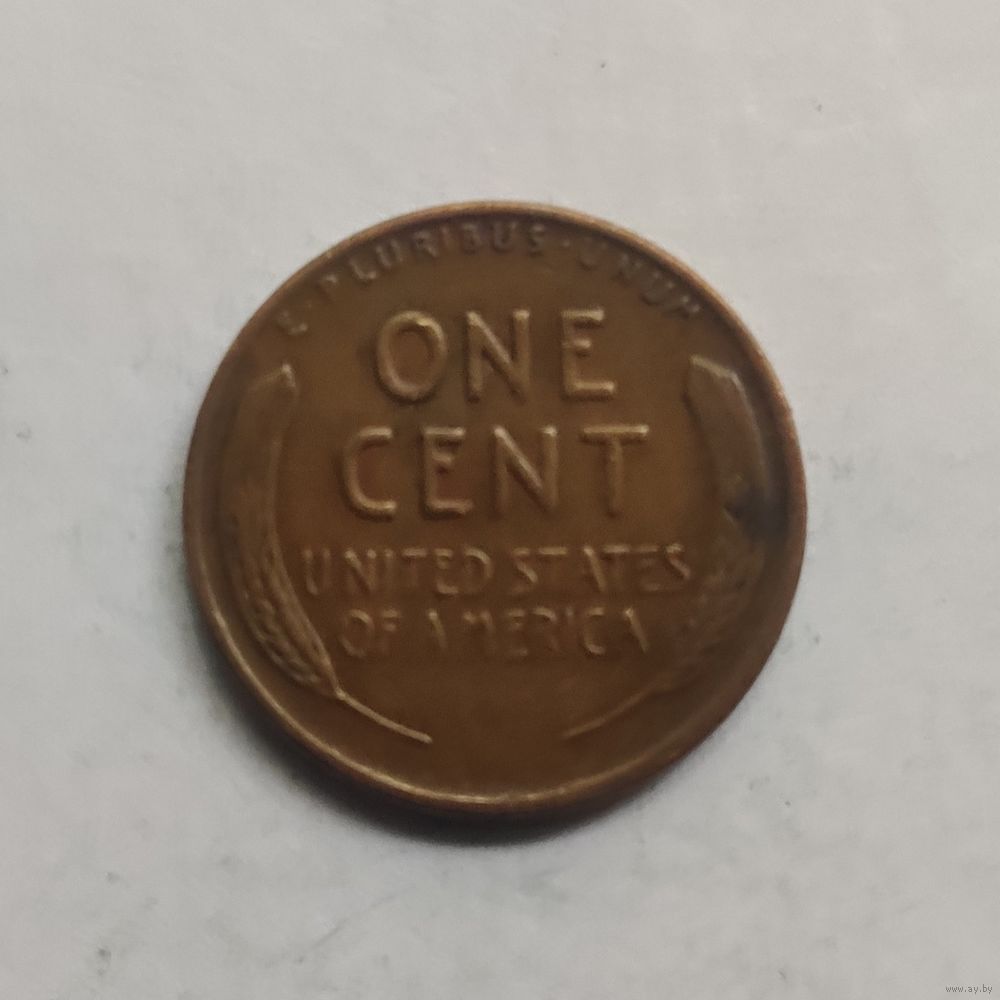 E · PLURIBUS · UNUM
ONE
CENT
UNITED STATES
OF AMERICA
www.ay.by